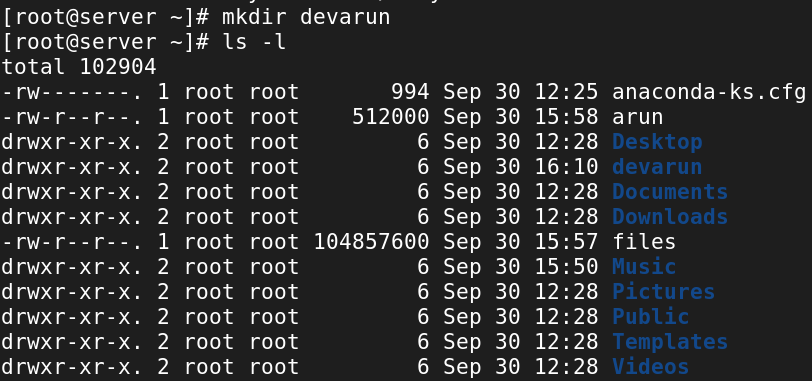 [root@server ~]# mkdir devarun
[root@server ~]# ls -l
total 102904
-rw-------. 1 root root       994 Sep 30 12:25 anaconda-ks.cfg
-rw-r--r--. 1 root root    512000 Sep 30 15:58 arun
drwxr-xr-x. 2 root root         6 Sep 30 12:28 Desktop
drwxr-xr-x. 2 root root         6 Sep 30 16:10 devarun
drwxr-xr-x. 2 root root         6 Sep 30 12:28 Documents
drwxr-xr-x. 2 root root         6 Sep 30 12:28 Downloads
-rw-r--r--. 1 root root 104857600 Sep 30 15:57 files
drwxr-xr-x. 2 root root         6 Sep 30 15:50 Music
drwxr-xr-x. 2 root root         6 Sep 30 12:28 Pictures
drwxr-xr-x. 2 root root         6 Sep 30 12:28 Public
drwxr-xr-x. 2 root root         6 Sep 30 12:28 Templates
drwxr-xr-x. 2 root root         6 Sep 30 12:28 Videos